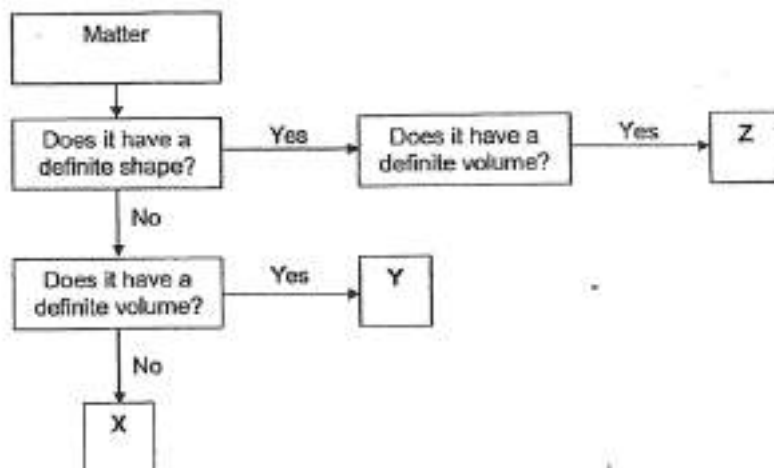 Matter
Does it have a
definite shape?
Yes
Does it have a
definite volume?
Yes
Z
No
Does it have a
definite volume?
Yes
Y
No
X